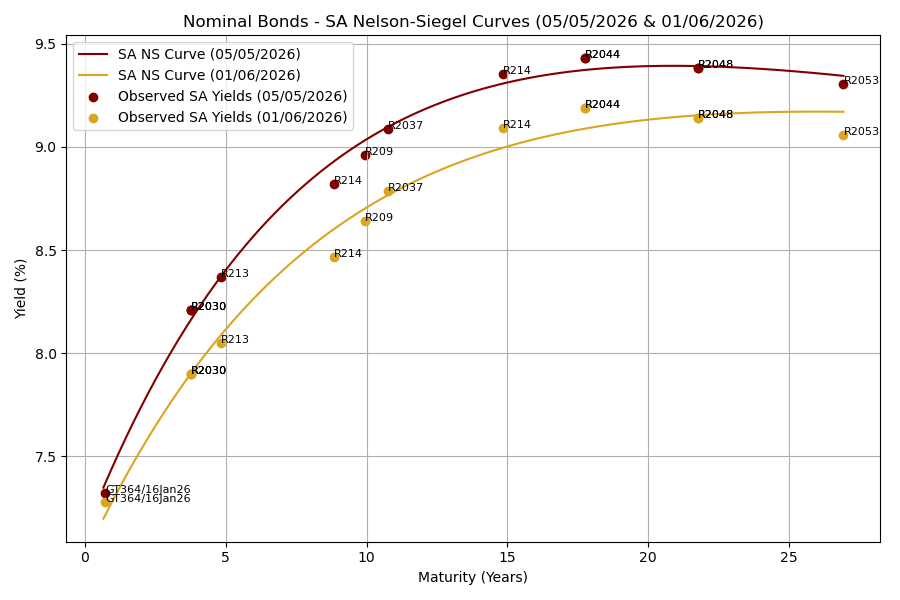 Nominal Bonds - SA Nelson-Siegel Curves (05/05/2026 & 01/06/2026)
SA NS Curve (05/05/2026)
SA NS Curve (01/06/2026)
Observed SA Yields (05/05/2026)
Observed SA Yields (01/06/2026)
9.5
9.0
8.5
8.0
7.5
Yield (%)
R2044
R2048
R214
R2053
R2037
R209
R214
R213
R2030
R2044
R2048
R214
R2053
R2037
R209
R214
R213
R2030
GT364/16Jan26
GT364/16Jan26
0
5
10
15
20
25
Maturity (Years)